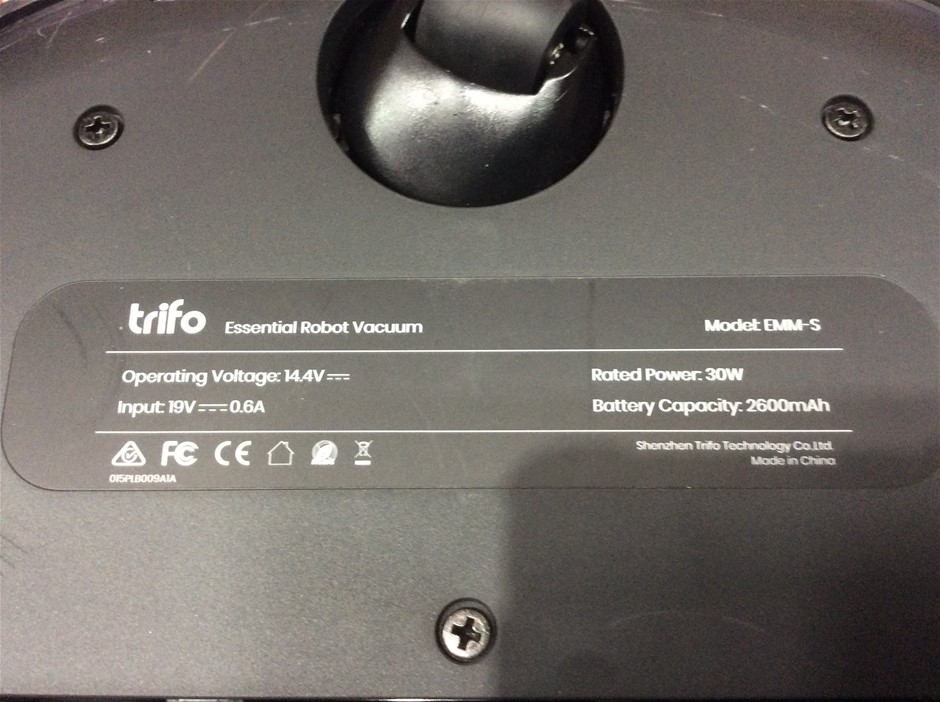 trifo Essential Robot Vacuum Model: EMM-S
Operating Voltage: 14.4V Rated Power: 30W
Input: 19V 0.6A Battery Capacity: 2600mAh
FC CE Shenzhen Trifo Technology Co.,Ltd.
Made in China
015PLB009A1A